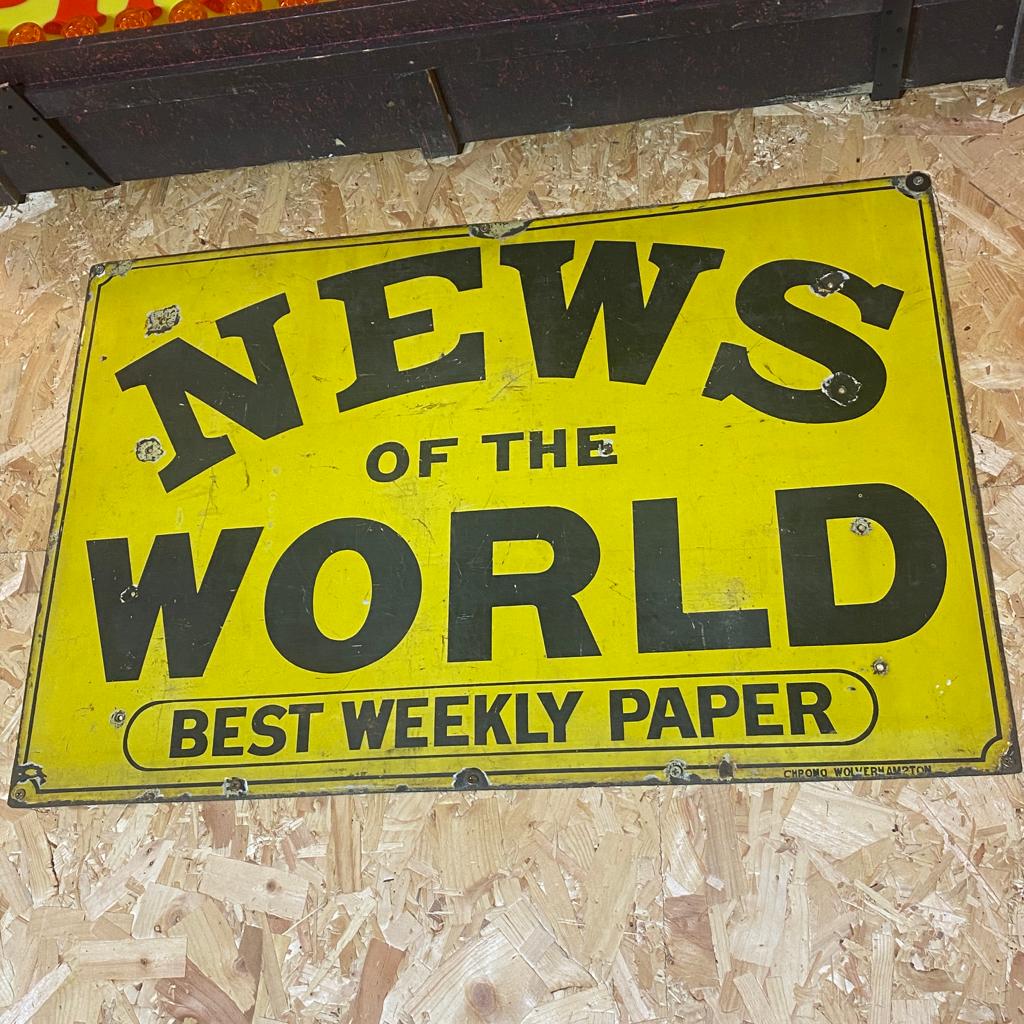 NEWS
OF THE
WORLD
BEST WEEKLY PAPER
CHROMO WOLVERHAMPTON